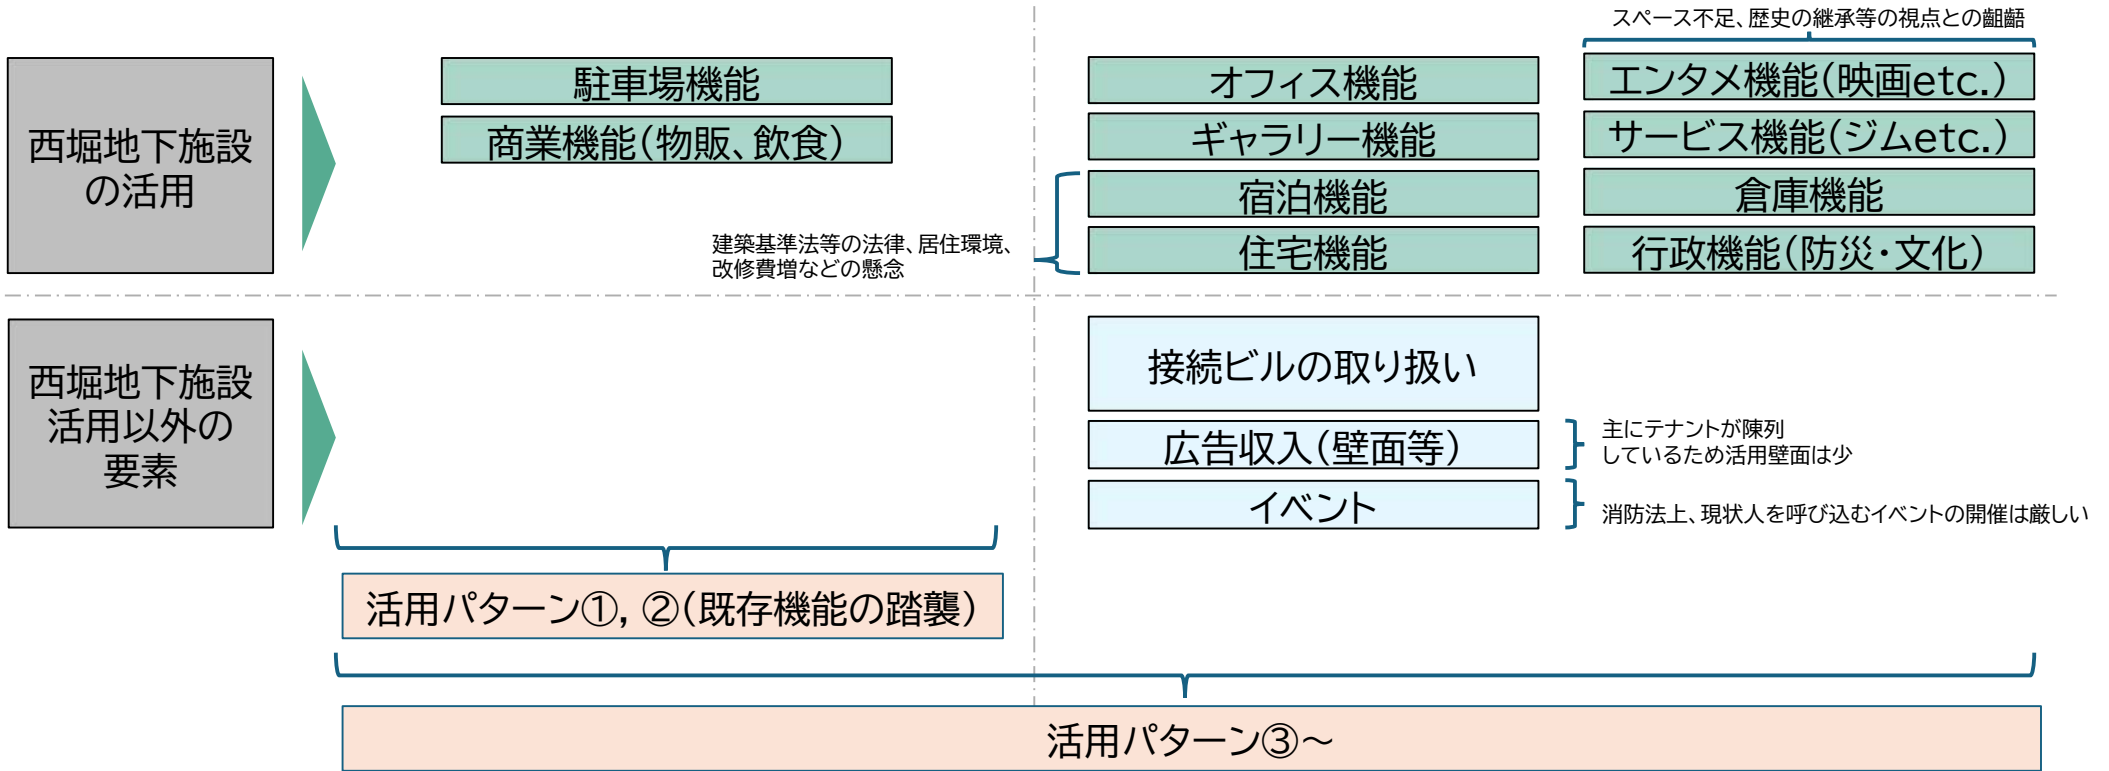 スペース不足、歴史の継承等の視点との齟齬
西堀地下施設
の活用
駐車場機能
商業機能(物販、飲食)
オフィス機能
ギャラリー機能
宿泊機能
住宅機能
エンタメ機能(映画etc.)
サービス機能(ジムetc.)
倉庫機能
行政機能(防災・文化)
建築基準法等の法律、居住環境、
改修費増などの懸念
西堀地下施設
活用以外の
要素
接続ビルの取り扱い
広告収入(壁面等)
イベント
主にテナントが陳列
しているため活用壁面は少
消防法上、現状人を呼び込むイベントの開催は厳しい
活用パターン①, ②(既存機能の踏襲)
活用パターン③～